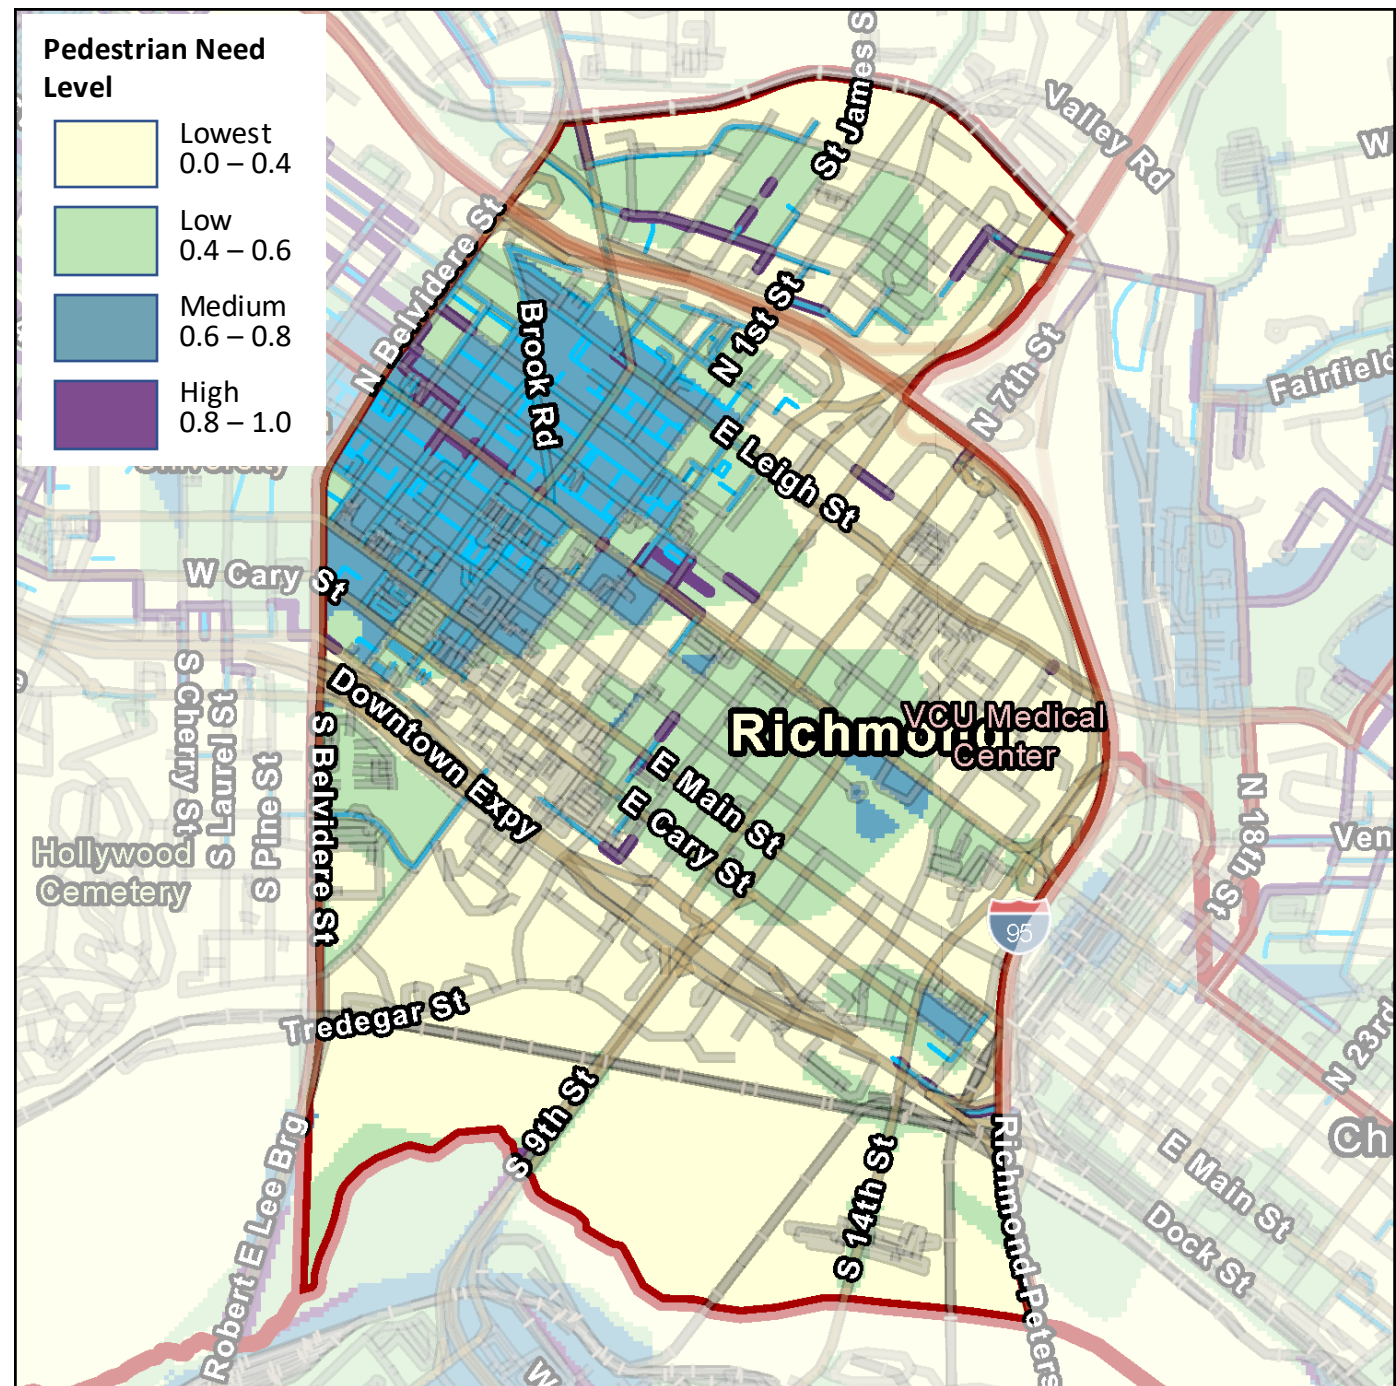 Pedestrian Need
Level
Lowest
0.0 – 0.4
Low
0.4 – 0.6
Medium
0.6 – 0.8
High
0.8 – 1.0
St James S
Valley Rd
W
N Belvidere St
Brook Rd
N 1st St
N 7th St
Fairfield
E Leigh St
University
W Cary St
S Cherry St
S Laurel St
S Pine St
Downtown Expy
S Belvidere St
Richmond
VCU Medical
Center
E Main St
E Cary St
Hollywood
Cemetery
N 18th St
Ven
95
Tredegar St
N 23rd
S 9th St
Robert E Lee Brg
S 14th St
Richmond-Peters
E Main St
Dock St
Ch
W